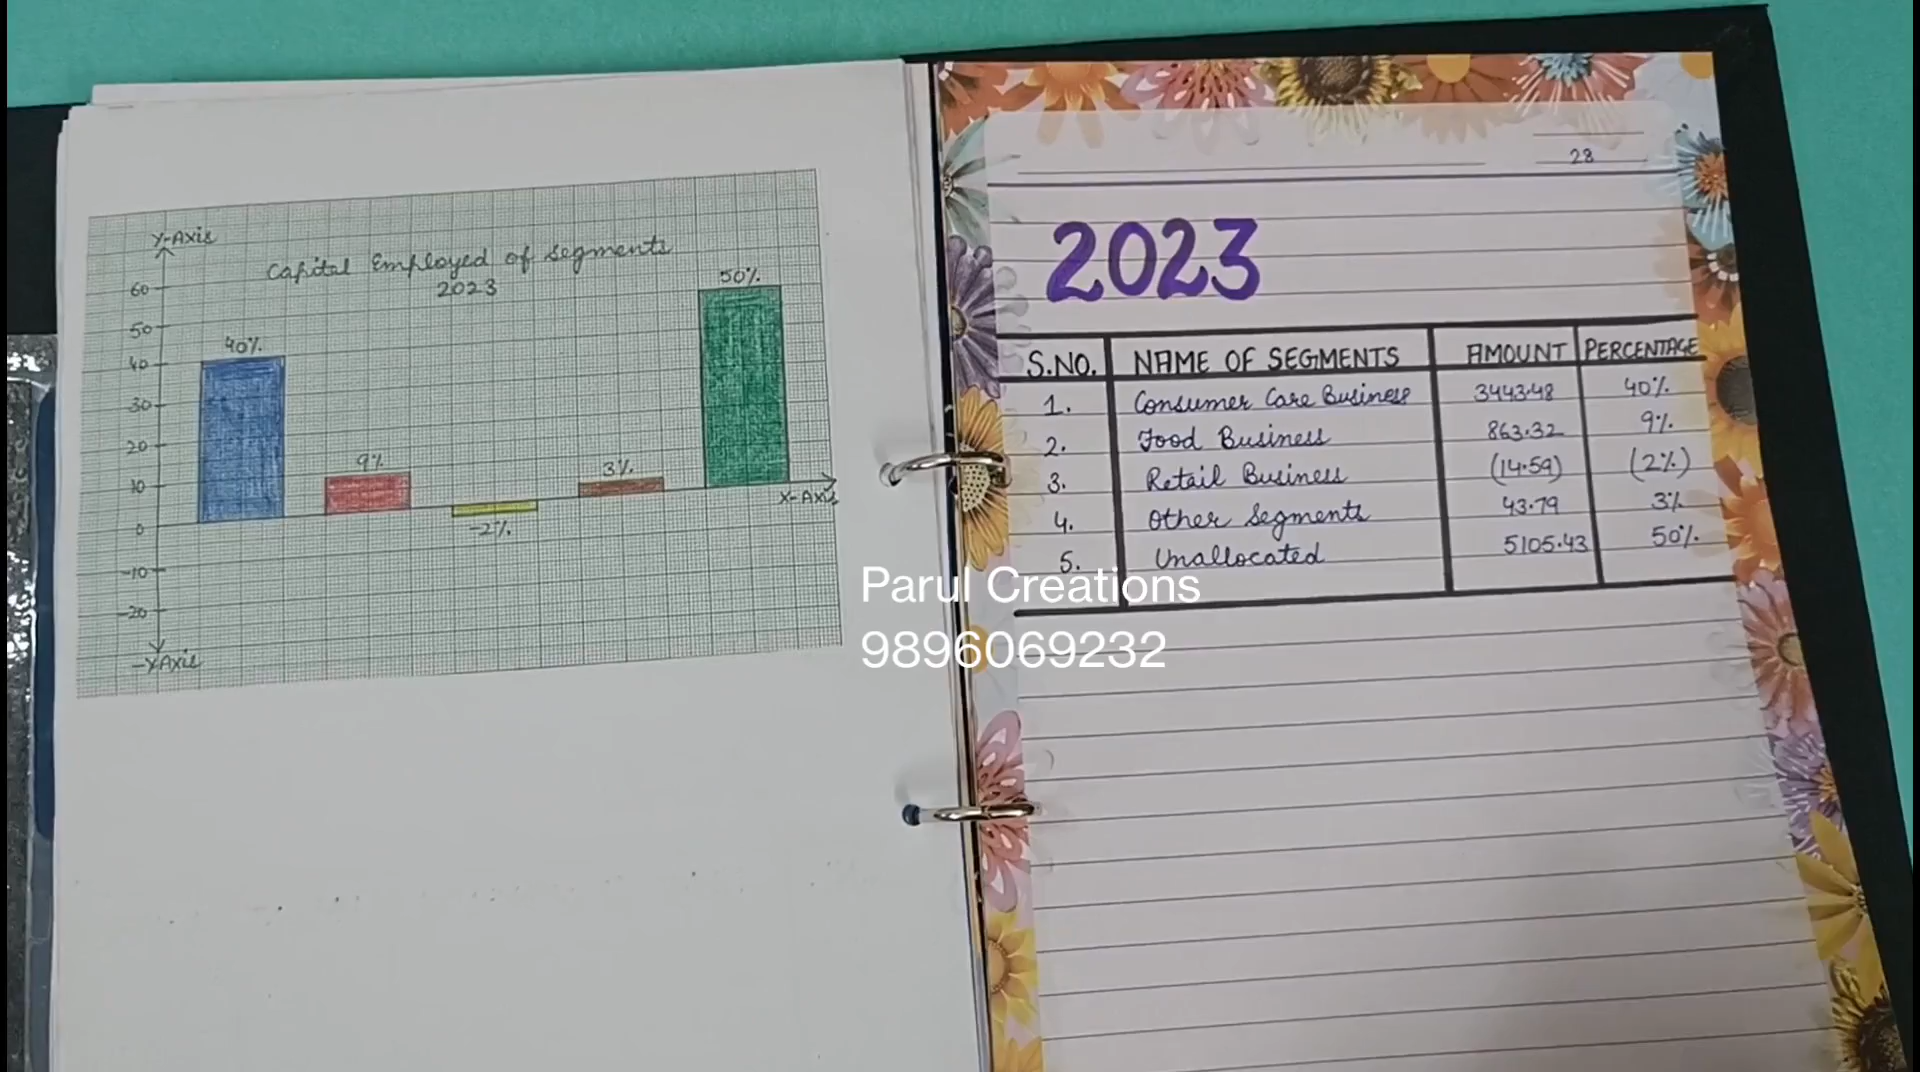 Y-Axis
Capital Employed of segments
2023
60
50
40
30
20
10
0
-10
-20
-Y Axis
X-Axis
40%
9%
-2%
3%
50%
28
2023
S.NO. NAME OF SEGMENTS AMOUNT PERCENTAGE
1. Consumer Care Business 3443.48 40%
2. Food Business 863.32 9%
3. Retail Business (14.59) (2%)
4. Other Segments 43.79 3%
5. Unallocated 5105.43 50%
Parul Creations
9896069232